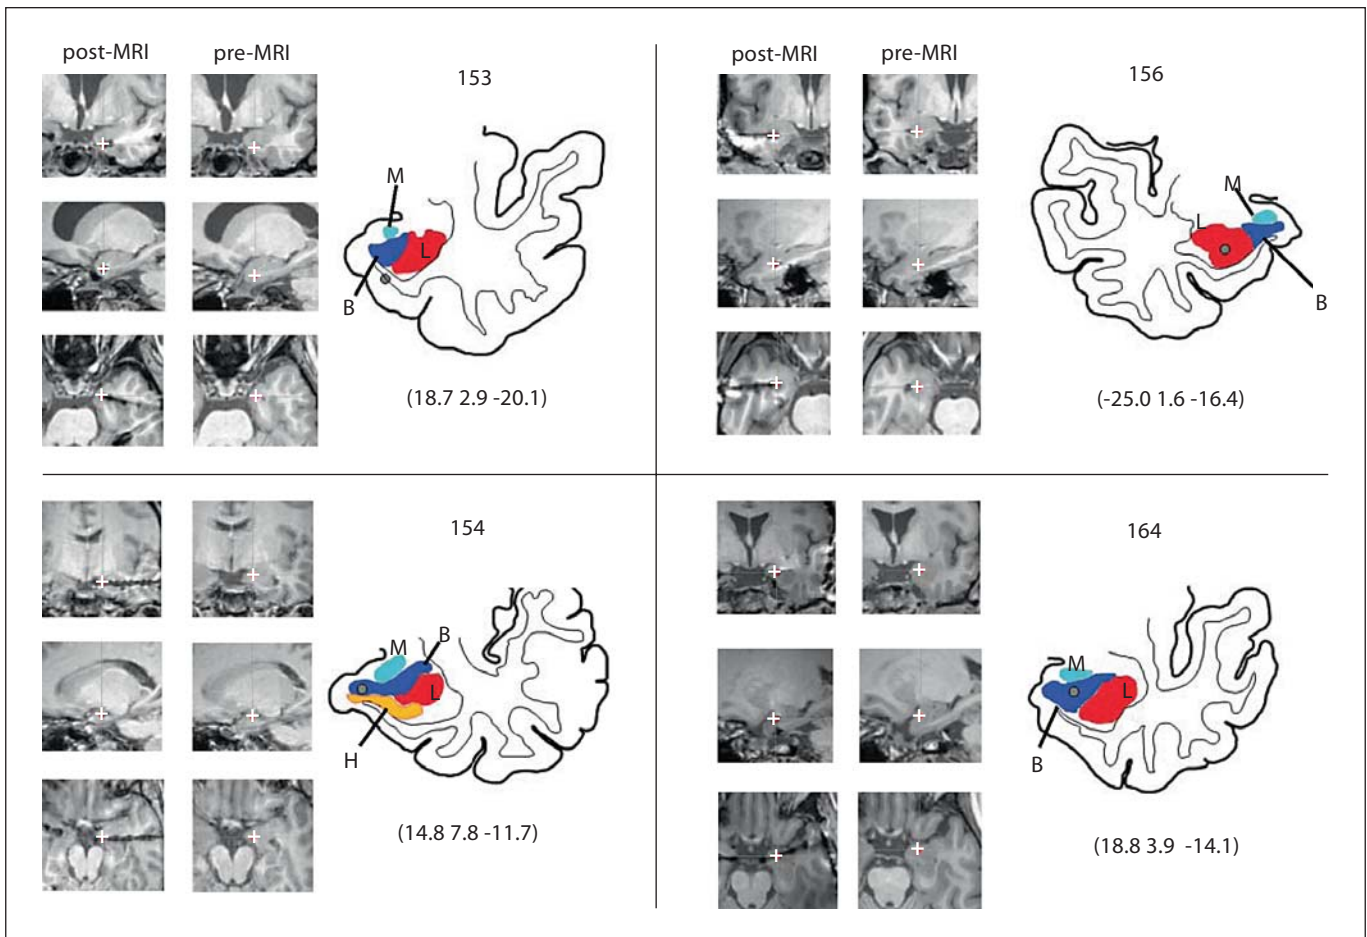 post-MRI pre-MRI
153
M
L
B
(18.7 2.9 -20.1)
post-MRI pre-MRI
156
M
L
B
(-25.0 1.6 -16.4)
154
M
B
L
H
(14.8 7.8 -11.7)
164
M
L
B
(18.8 3.9 -14.1)